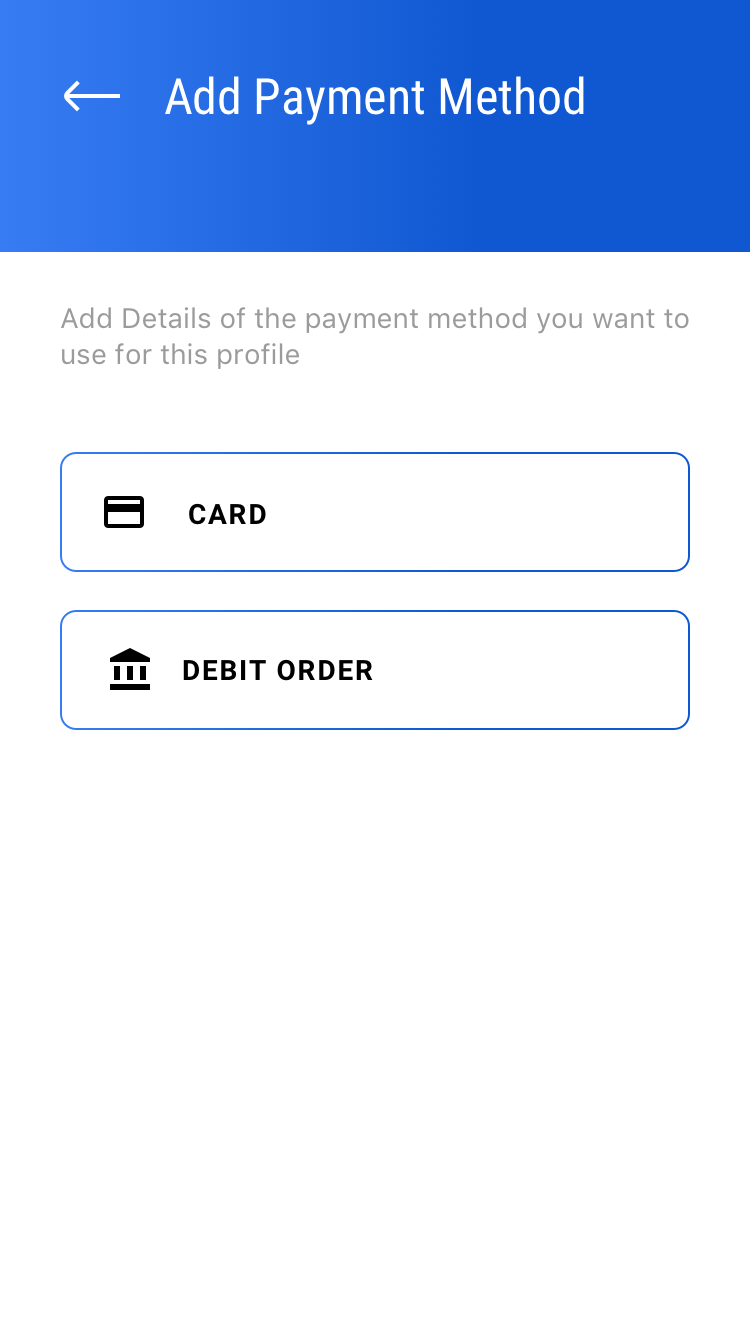 Add Payment Method
Add Details of the payment method you want to
use for this profile
CARD
DEBIT ORDER